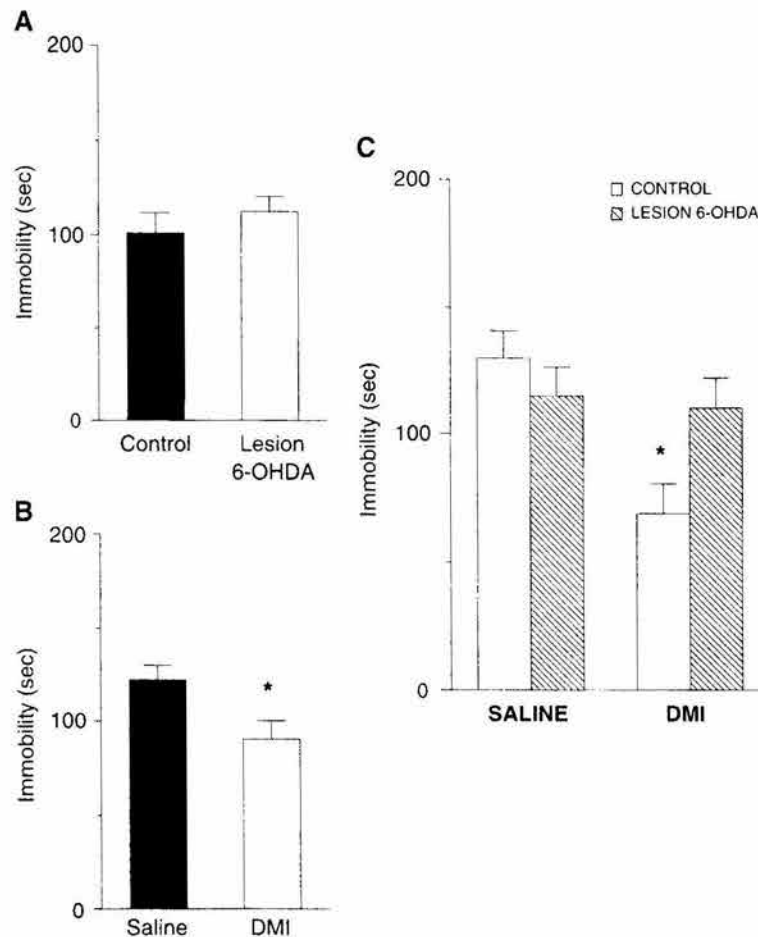 A
200
100
0
Immobility (sec)
Control
Lesion
6-OHDA
B
200
100
0
Immobility (sec)
*
Saline
DMI
C
200
100
0
Immobility (sec)
CONTROL
LESION 6-OHDA
*
SALINE
DMI